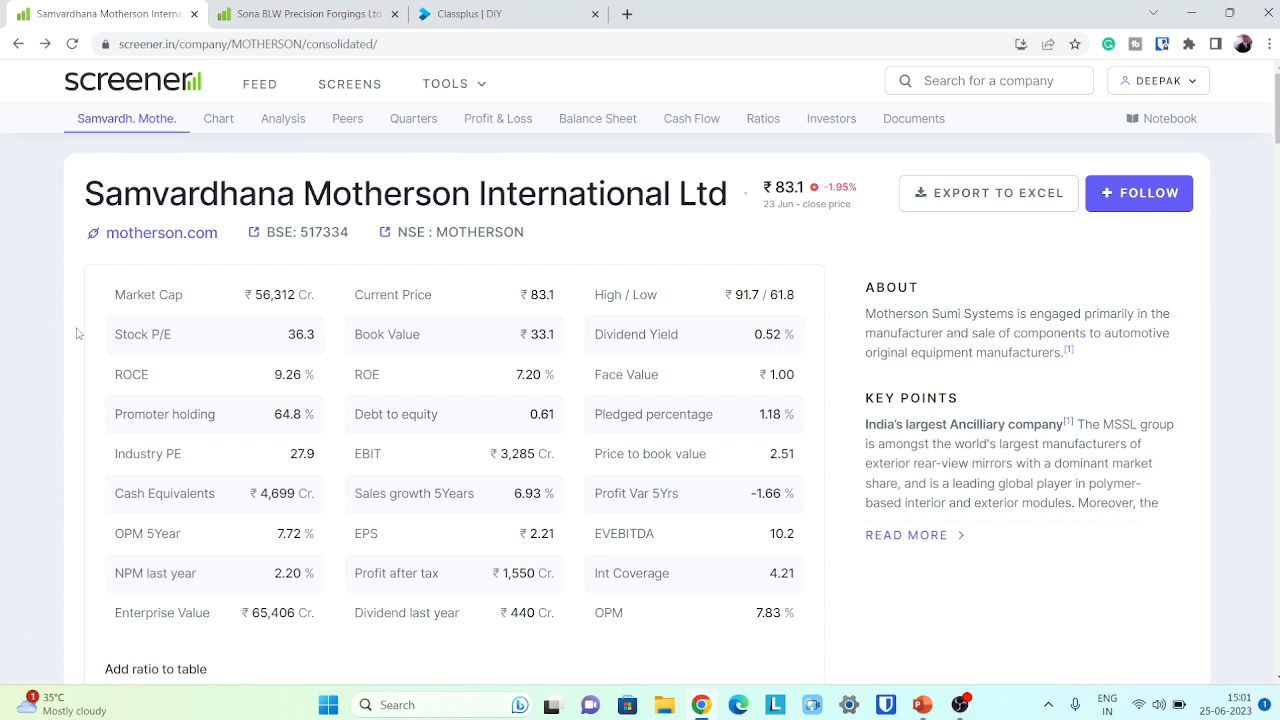 Samvardhana Motherson Interna
Sona BLW Precision Forgings Ltd
Classplus | DIY
screener.in/company/MOTHERSON/consolidated/
screener
FEED
SCREENS
TOOLS
Search for a company
DEEPAK
Samvardh. Mothe.
Chart
Analysis
Peers
Quarters
Profit & Loss
Balance Sheet
Cash Flow
Ratios
Investors
Documents
Notebook
Samvardhana Motherson International Ltd
₹ 83.1 -1.95%
23 Jun - close price
EXPORT TO EXCEL
+ FOLLOW
motherson.com
BSE: 517334
NSE : MOTHERSON
Market Cap ₹ 56,312 Cr.
Current Price ₹ 83.1
High / Low ₹ 91.7 / 61.8
Stock P/E 36.3
Book Value ₹ 33.1
Dividend Yield 0.52 %
ROCE 9.26 %
ROE 7.20 %
Face Value ₹ 1.00
Promoter holding 64.8 %
Debt to equity 0.61
Pledged percentage 1.18 %
Industry PE 27.9
EBIT ₹ 3,285 Cr.
Price to book value 2.51
Cash Equivalents ₹ 4,699 Cr.
Sales growth 5Years 6.93 %
Profit Var 5Yrs -1.66 %
OPM 5Year 7.72 %
EPS ₹ 2.21
EVEBITDA 10.2
NPM last year 2.20 %
Profit after tax ₹ 1,550 Cr.
Int Coverage 4.21
Enterprise Value ₹ 65,406 Cr.
Dividend last year ₹ 440 Cr.
OPM 7.83 %
Add ratio to table
ABOUT
Motherson Sumi Systems is engaged primarily in the
manufacturer and sale of components to automotive
original equipment manufacturers.[1]
KEY POINTS
India's largest Ancilliary company[1] The MSSL group
is amongst the world's largest manufacturers of
exterior rear-view mirrors with a dominant market
share, and is a leading global player in polymer-
based interior and exterior modules. Moreover, the
READ MORE
1
35°C
Mostly cloudy
Search
ENG
IN
15:01
25-06-2023
1